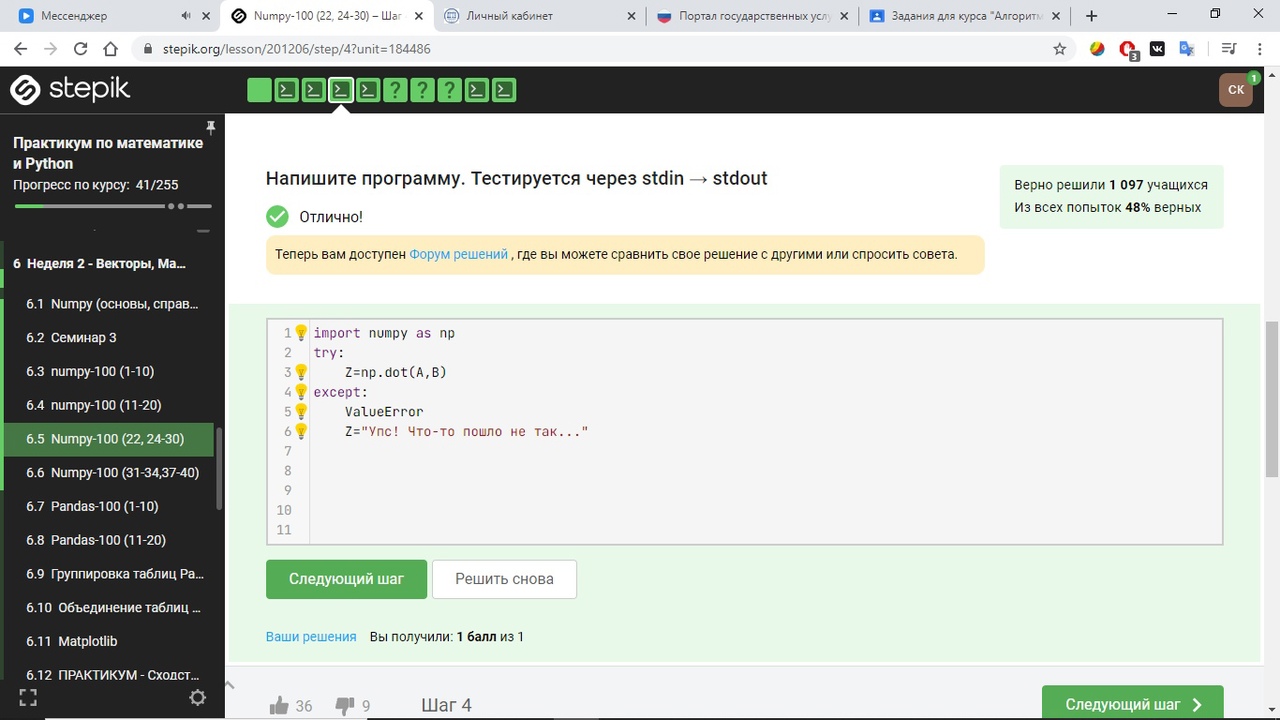 Мессенджер
Numpy-100 (22, 24-30) – Шаг
Личный кабинет
Портал государственных услу
Задания для курса "Алгоритм
stepik.org/lesson/201206/step/4?unit=184486
3
stepik
СК
1
Практикум по математике
и Python
Прогресс по курсу: 41/255
6 Неделя 2 - Векторы, Ма...
6.1 Numpy (основы, справ...
6.2 Семинар 3
6.3 numpy-100 (1-10)
6.4 numpy-100 (11-20)
6.5 Numpy-100 (22, 24-30)
6.6 Numpy-100 (31-34,37-40)
6.7 Pandas-100 (1-10)
6.8 Pandas-100 (11-20)
6.9 Группировка таблиц Pa...
6.10 Объединение таблиц ...
6.11 Matplotlib
6.12 ПРАКТИКУМ - Сходст...
Напишите программу. Тестируется через stdin → stdout
Отлично!
Верно решили 1 097 учащихся
Из всех попыток 48% верных
Теперь вам доступен Форум решений , где вы можете сравнить свое решение с другими или спросить совета.
1 import numpy as np
2 try:
3     Z=np.dot(A,B)
4 except:
5     ValueError
6     Z="Упс! Что-то пошло не так..."
7
8
9
10
11
Следующий шаг
Решить снова
Ваши решения Вы получили: 1 балл из 1
36
9
Шаг 4
Следующий шаг